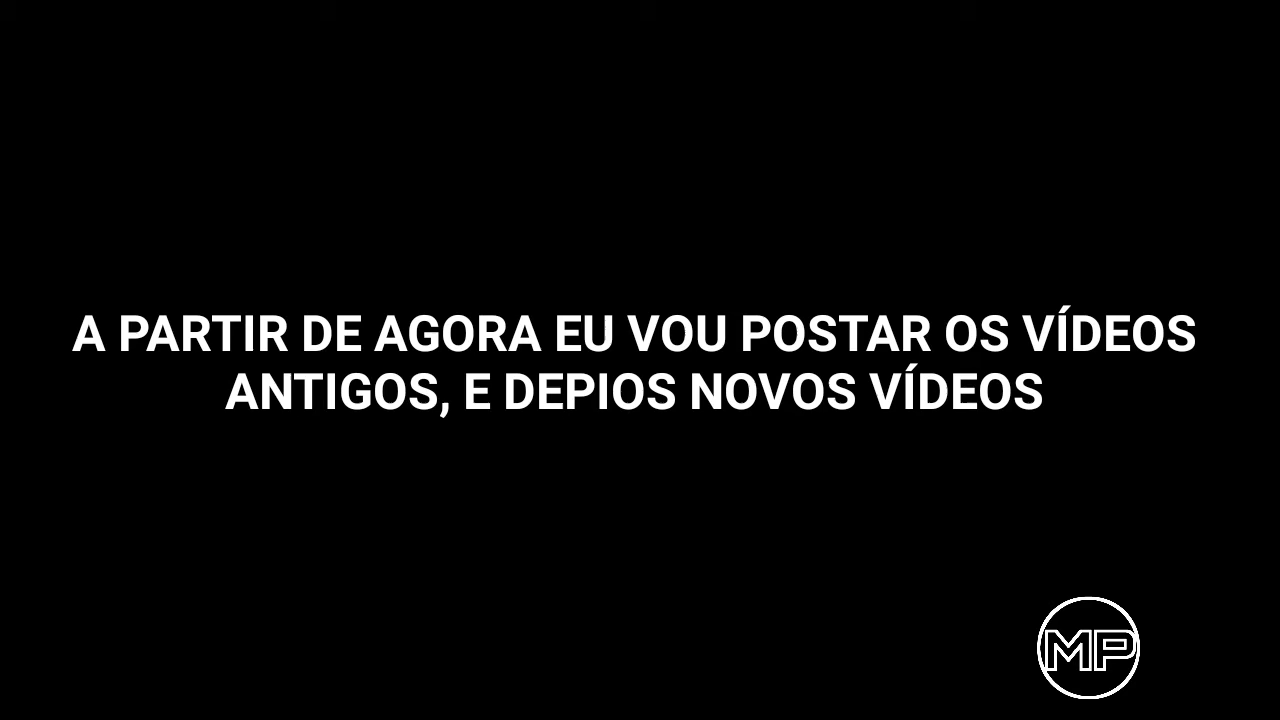 A PARTIR DE AGORA EU VOU POSTAR OS VÍDEOS
ANTIGOS, E DEPIOS NOVOS VÍDEOS
MP